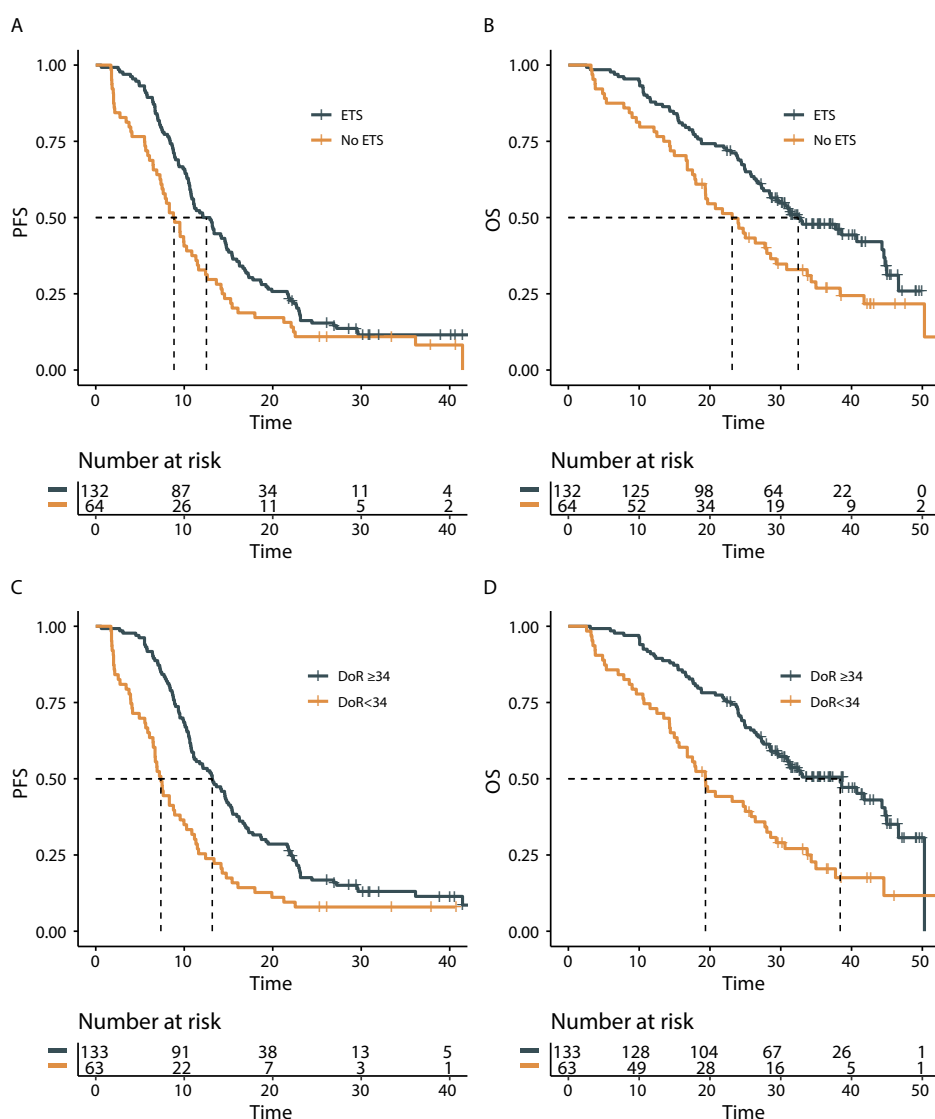 A
1.00
0.75
0.50
0.25
0.00
PFS
ETS
No ETS
0 10 20 30 40
Time
Number at risk
132 87 34 11 4
64 26 11 5 2
0 10 20 30 40
Time
B
1.00
0.75
0.50
0.25
0.00
OS
ETS
No ETS
0 10 20 30 40 50
Time
Number at risk
132 125 98 64 22 0
64 52 34 19 9 2
0 10 20 30 40 50
Time
C
1.00
0.75
0.50
0.25
0.00
PFS
DoR ≥34
DoR<34
0 10 20 30 40
Time
Number at risk
133 91 38 13 5
63 22 7 3 1
0 10 20 30 40
Time
D
1.00
0.75
0.50
0.25
0.00
OS
DoR ≥34
DoR<34
0 10 20 30 40 50
Time
Number at risk
133 128 104 67 26 1
63 49 28 16 5 1
0 10 20 30 40 50
Time